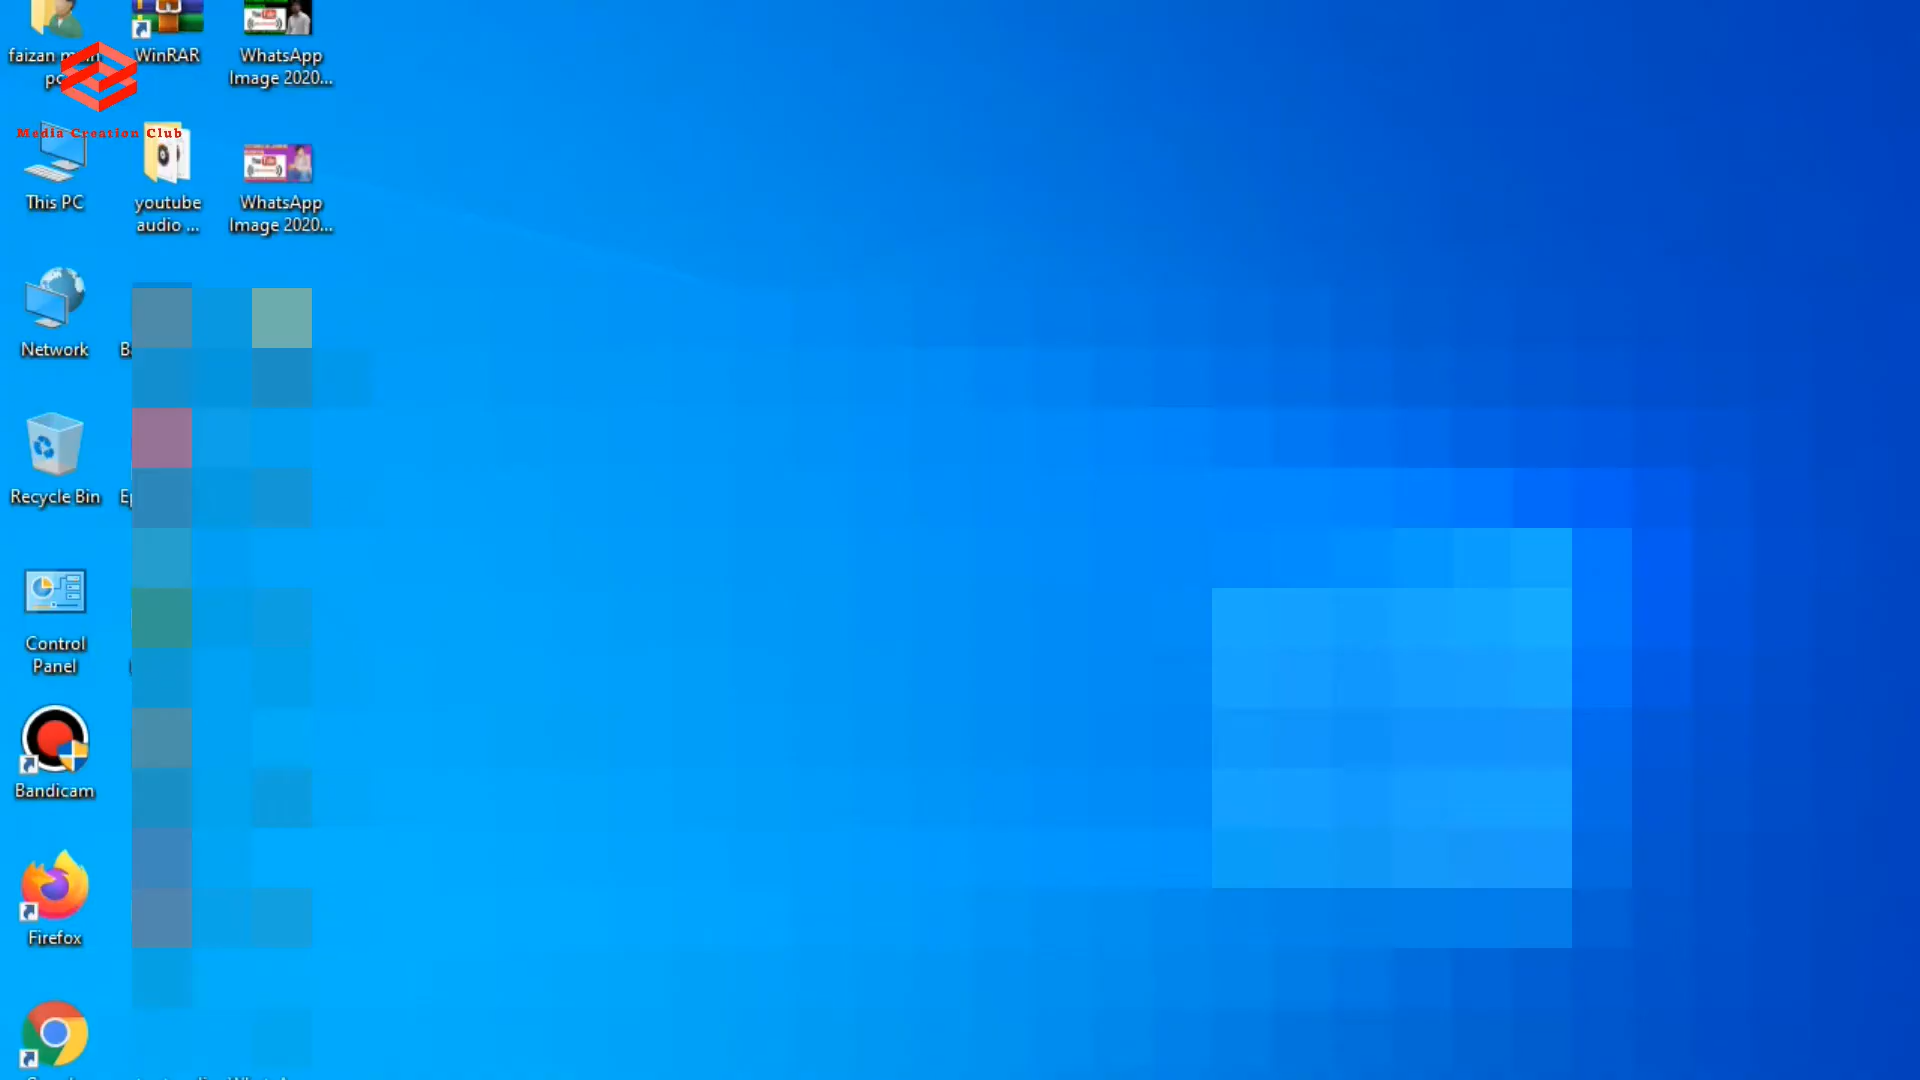 faizan
WinRAR
WhatsApp
Image 2020...
Media Creation Club
This PC
youtube
audio ...
WhatsApp
Image 2020...
Network
Recycle Bin
Control
Panel
Bandicam
Firefox